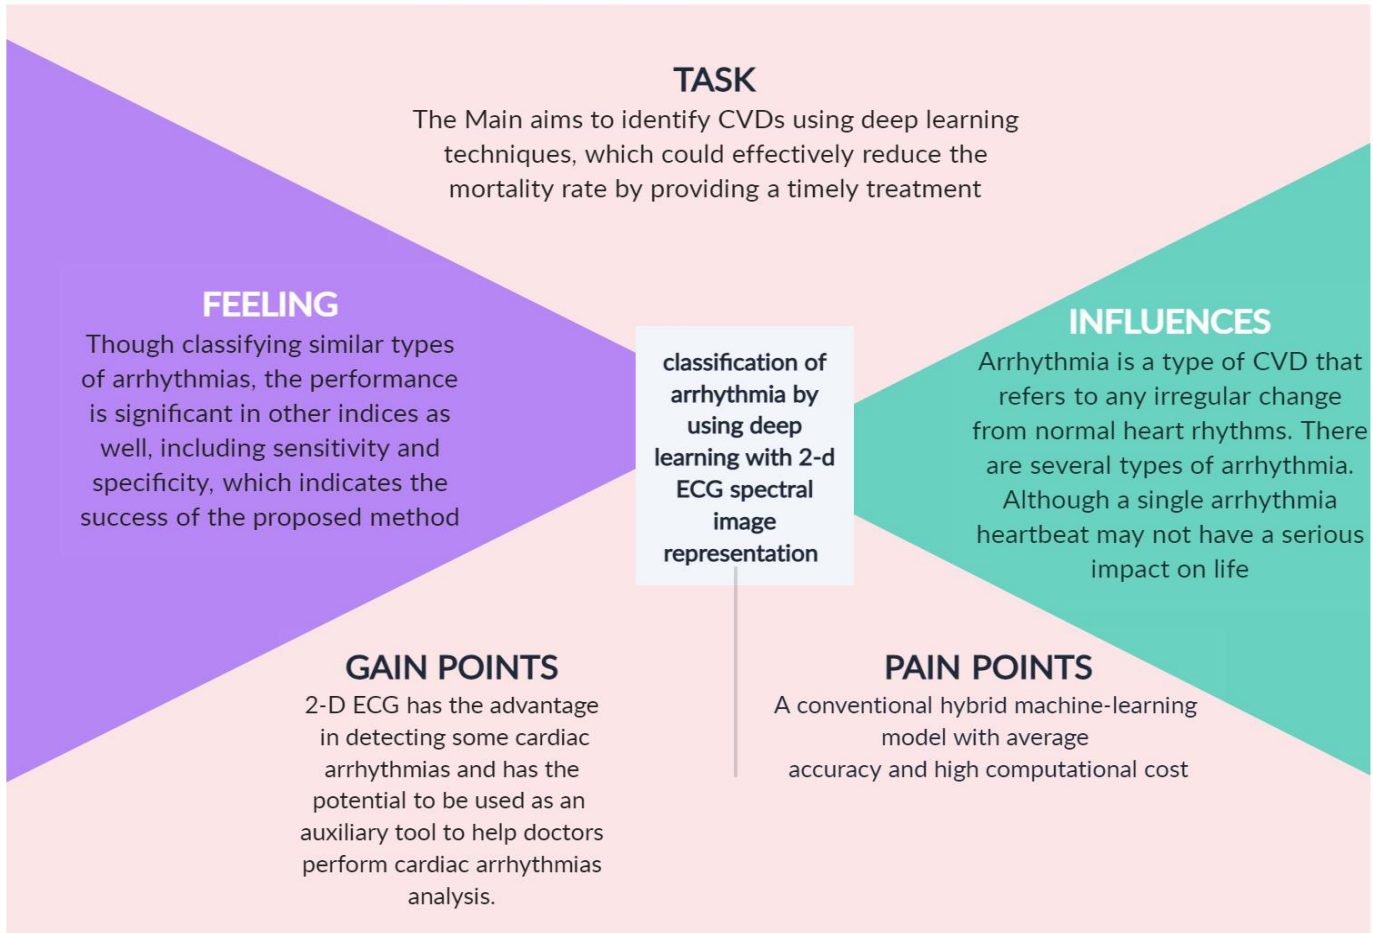 TASK
The Main aims to identify CVDs using deep learning
techniques, which could effectively reduce the
mortality rate by providing a timely treatment
FEELING
Though classifying similar types
of arrhythmias, the performance
is significant in other indices as
well, including sensitivity and
specificity, which indicates the
success of the proposed method
classification of
arrhythmia by
using deep
learning with 2-d
ECG spectral
image
representation
INFLUENCES
Arrhythmia is a type of CVD that
refers to any irregular change
from normal heart rhythms. There
are several types of arrhythmia.
Although a single arrhythmia
heartbeat may not have a serious
impact on life
GAIN POINTS
2-D ECG has the advantage
in detecting some cardiac
arrhythmias and has the
potential to be used as an
auxiliary tool to help doctors
perform cardiac arrhythmias
analysis.
PAIN POINTS
A conventional hybrid machine-learning
model with average
accuracy and high computational cost